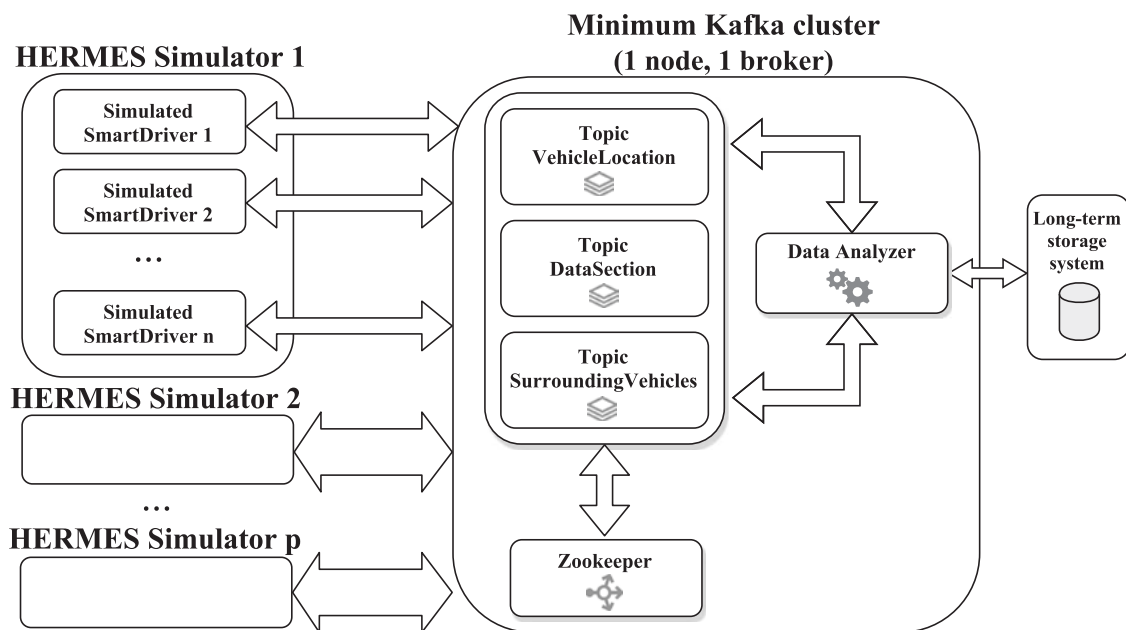 HERMES Simulator 1
Simulated
SmartDriver 1
Simulated
SmartDriver 2
...
Simulated
SmartDriver n
HERMES Simulator 2
...
HERMES Simulator p
Minimum Kafka cluster
(1 node, 1 broker)
Topic
VehicleLocation
Topic
DataSection
Topic
SurroundingVehicles
Zookeeper
Data Analyzer
Long-term
storage
system